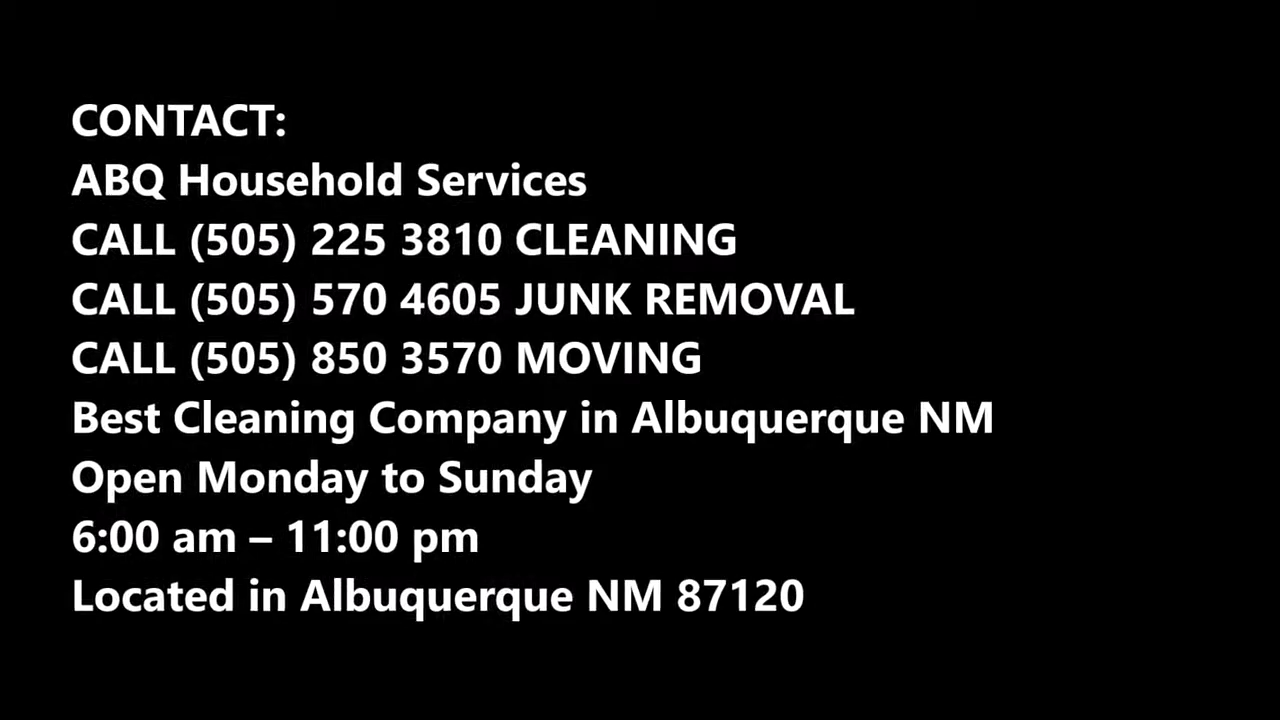 CONTACT:
ABQ Household Services
CALL (505) 225 3810 CLEANING
CALL (505) 570 4605 JUNK REMOVAL
CALL (505) 850 3570 MOVING
Best Cleaning Company in Albuquerque NM
Open Monday to Sunday
6:00 am – 11:00 pm
Located in Albuquerque NM 87120